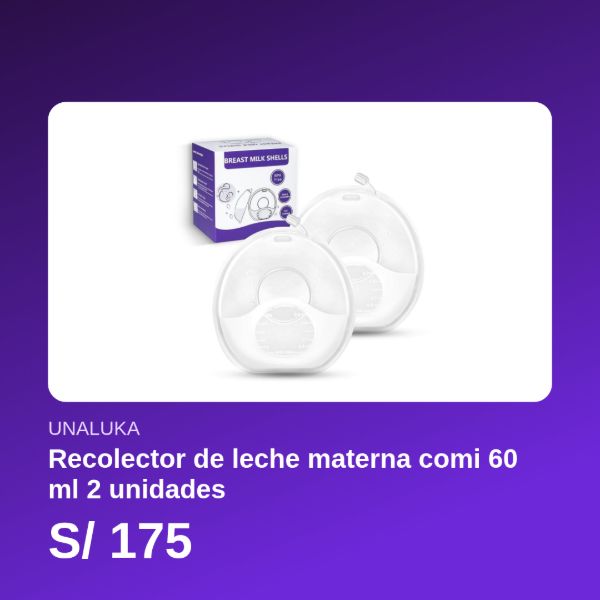 BREAST MILK SHELLS
UNALUKA
Recolector de leche materna comi 60
ml 2 unidades
S/ 175